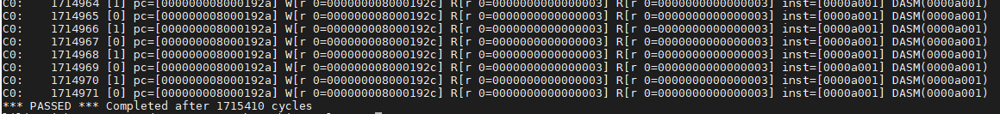 C0:    1714964 [1] pc=[000000008000192a] W[r 0=000000008000192c] R[r 0=0000000000000003] R[r 0=0000000000000003] inst=[0000a001] DASM(0000a001)
C0:    1714965 [0] pc=[000000008000192a] W[r 0=000000008000192c] R[r 0=0000000000000003] R[r 0=0000000000000003] inst=[0000a001] DASM(0000a001)
C0:    1714966 [1] pc=[000000008000192a] W[r 0=000000008000192c] R[r 0=0000000000000003] R[r 0=0000000000000003] inst=[0000a001] DASM(0000a001)
C0:    1714967 [0] pc=[000000008000192a] W[r 0=000000008000192c] R[r 0=0000000000000003] R[r 0=0000000000000003] inst=[0000a001] DASM(0000a001)
C0:    1714968 [1] pc=[000000008000192a] W[r 0=000000008000192c] R[r 0=0000000000000003] R[r 0=0000000000000003] inst=[0000a001] DASM(0000a001)
C0:    1714969 [0] pc=[000000008000192a] W[r 0=000000008000192c] R[r 0=0000000000000003] R[r 0=0000000000000003] inst=[0000a001] DASM(0000a001)
C0:    1714970 [1] pc=[000000008000192a] W[r 0=000000008000192c] R[r 0=0000000000000003] R[r 0=0000000000000003] inst=[0000a001] DASM(0000a001)
C0:    1714971 [0] pc=[000000008000192a] W[r 0=000000008000192c] R[r 0=0000000000000003] R[r 0=0000000000000003] inst=[0000a001] DASM(0000a001)
*** PASSED *** Completed after 1715410 cycles